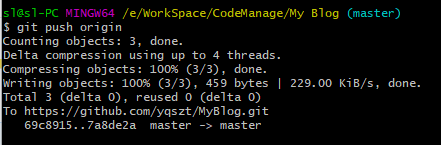 sl@sl-PC MINGW64 /e/WorkSpace/CodeManage/My Blog (master)
$ git push origin
Counting objects: 3, done.
Delta compression using up to 4 threads.
Compressing objects: 100% (3/3), done.
Writing objects: 100% (3/3), 459 bytes | 229.00 KiB/s, done.
Total 3 (delta 0), reused 0 (delta 0)
To https://github.com/yqszt/MyBlog.git
   69c8915..7a8de2a  master -> master